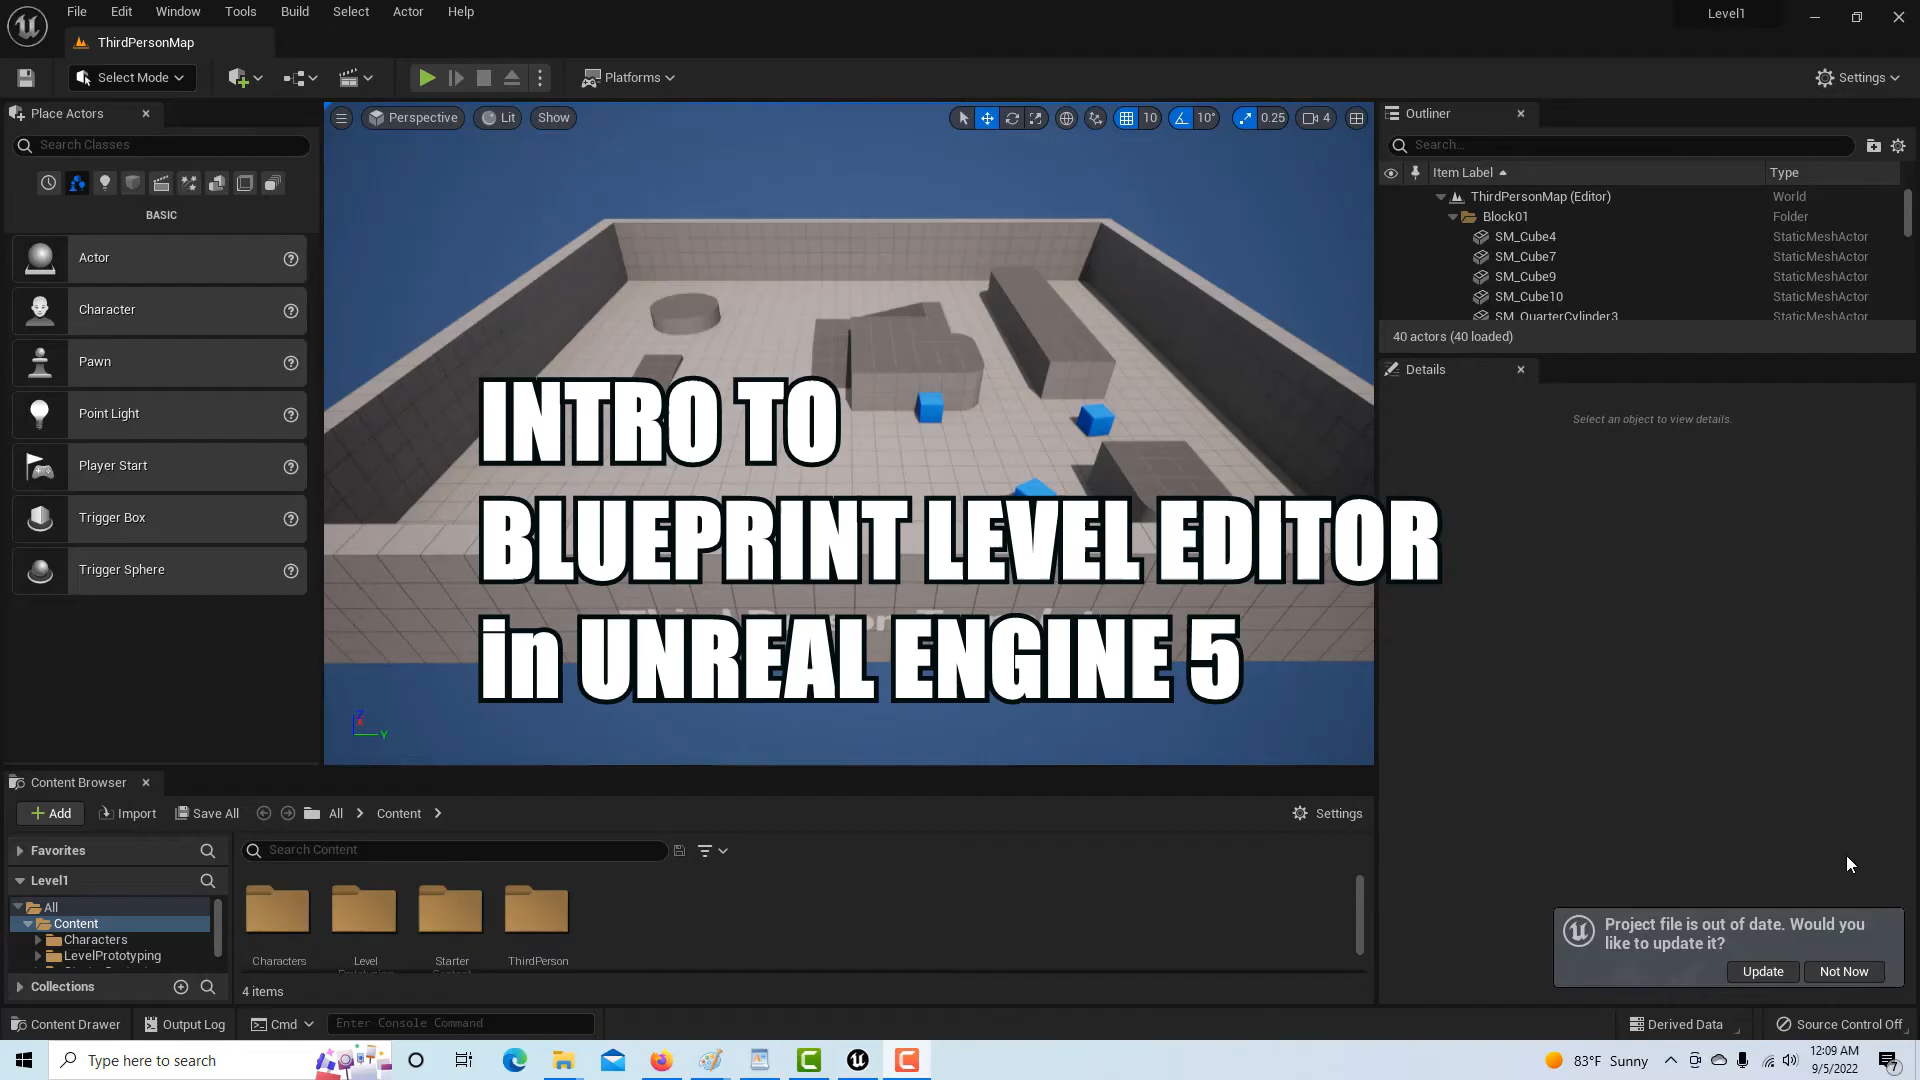 File Edit Window Tools Build Select Actor Help
Level1
ThirdPersonMap
Select Mode
Platforms
Settings
Place Actors
Search Classes
BASIC
Actor
Character
Pawn
Point Light
Player Start
Trigger Box
Trigger Sphere
Perspective Lit Show
10 10° 0.25 4
INTRO TO
BLUEPRINT LEVEL EDITOR
in UNREAL ENGINE 5
Z
X
Y
Outliner
Search...
Item Label Type
ThirdPersonMap (Editor) World
Block01 Folder
SM_Cube4 StaticMeshActor
SM_Cube7 StaticMeshActor
SM_Cube9 StaticMeshActor
SM_Cube10 StaticMeshActor
SM_QuarterCylinder3 StaticMeshActor
40 actors (40 loaded)
Details
Select an object to view details.
Content Browser
Add Import Save All All Content Settings
Favorites
Level1
All
Content
Characters
LevelPrototyping
Collections
Search Content
Characters
Level
Starter
ThirdPerson
4 items
Project file is out of date. Would you
like to update it?
Update Not Now
Content Drawer Output Log Cmd Enter Console Command
Derived Data Source Control Off
Type here to search
83°F Sunny
12:09 AM
9/5/2022
7